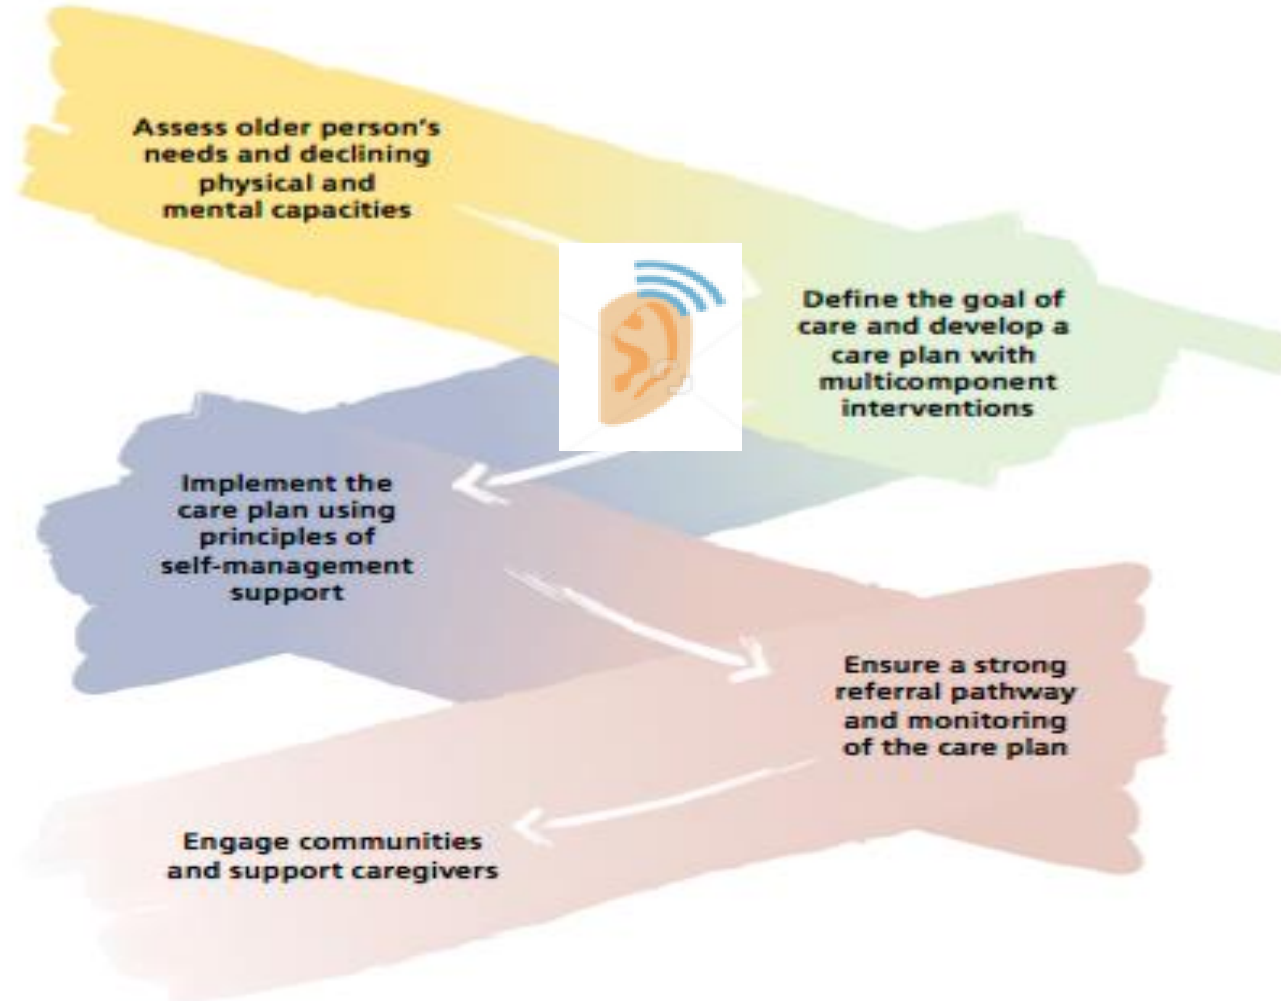 Assess older person's
needs and declining
physical and
mental capacities
Define the goal of
care and develop a
care plan with
multicomponent
interventions
Implement the
care plan using
principles of
self-management
support
Ensure a strong
referral pathway
and monitoring
of the care plan
Engage communities
and support caregivers